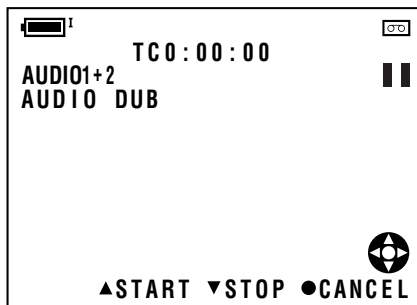 I
TC0:00:00
AUDIO1+2
AUDIO DUB
▲START ▼STOP ●CANCEL